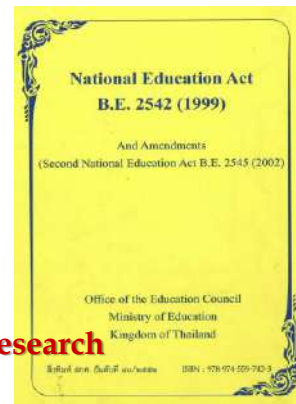 National Education Act
B.E. 2542 (1999)
And Amendments
(Second National Education Act B.E. 2545 (2002)
Office of the Education Council
Ministry of Education
Kingdom of Thailand
esearch
ISBN : 978-974-559-742-3